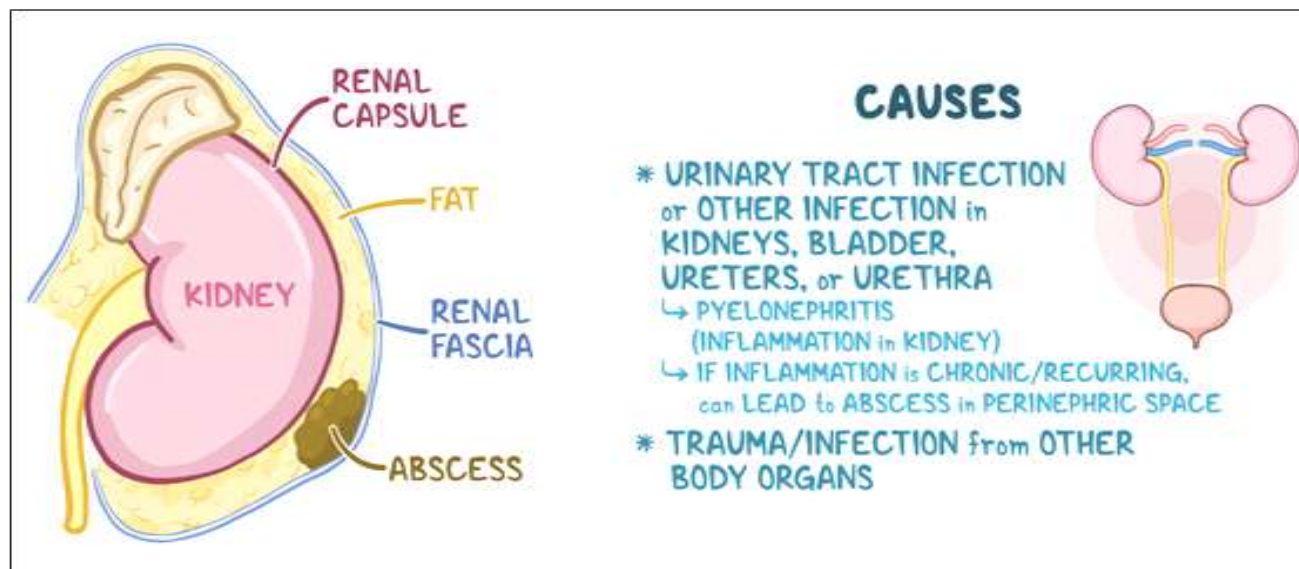 RENAL
CAPSULE
FAT
KIDNEY
RENAL
FASCIA
ABSCESS
CAUSES
* URINARY TRACT INFECTION
or OTHER INFECTION in
KIDNEYS, BLADDER,
URETERS, or URETHRA
↳ PYELONEPHRITIS
(INFLAMMATION in KIDNEY)
↳ IF INFLAMMATION is CHRONIC/RECURRING,
can LEAD to ABSCESS in PERINEPHRIC SPACE
* TRAUMA/INFECTION from OTHER
BODY ORGANS